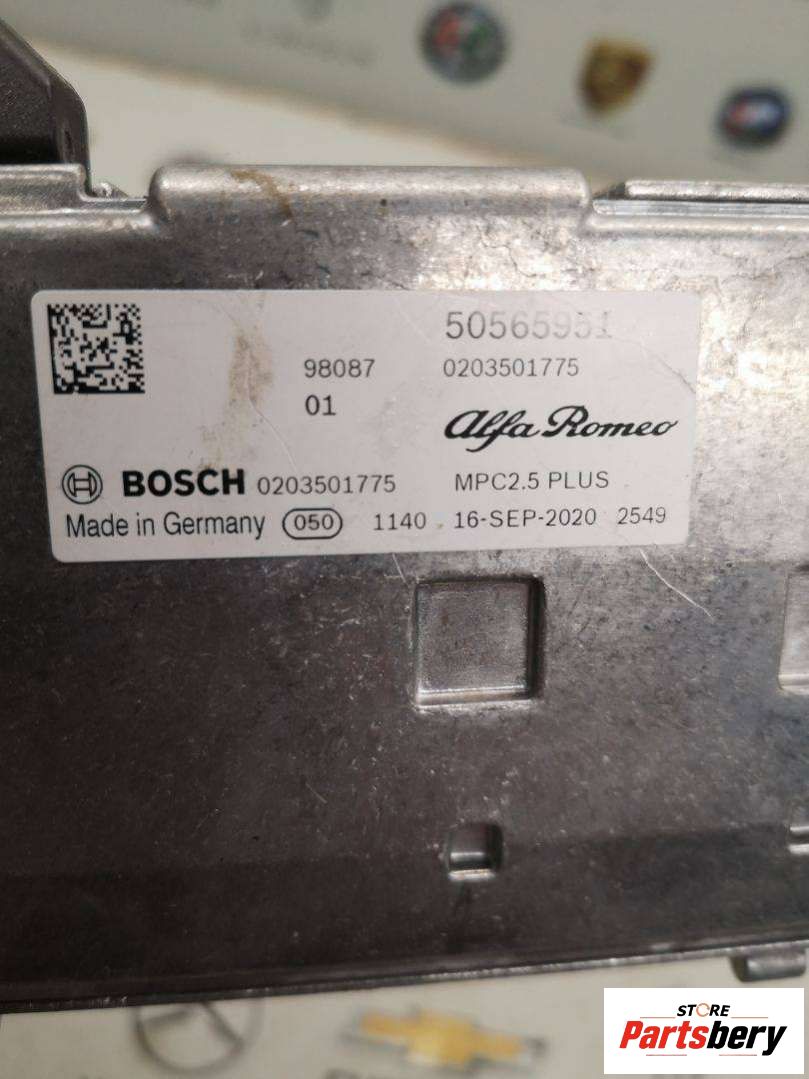 50565951
98087 0203501775
01
Alfa Romeo
BOSCH 0203501775 MPC2.5 PLUS
Made in Germany 050 1140 16-SEP-2020 2549
STORE
Partsbery